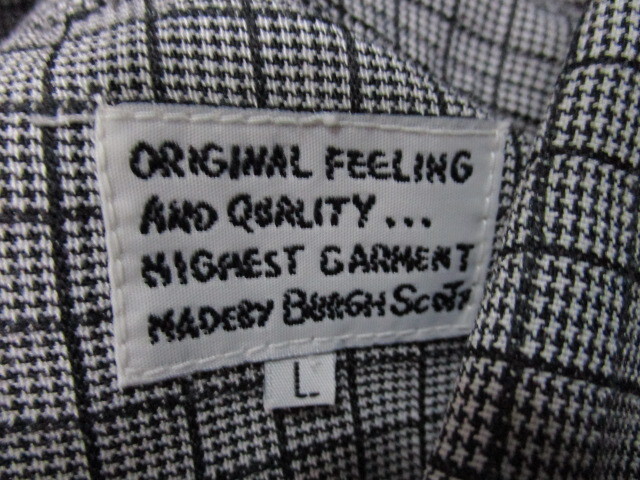 ORIGINAL FEELING
AND QUALITY...
HIGHEST GARMENT
MADEBY BURGH SCOTT
L